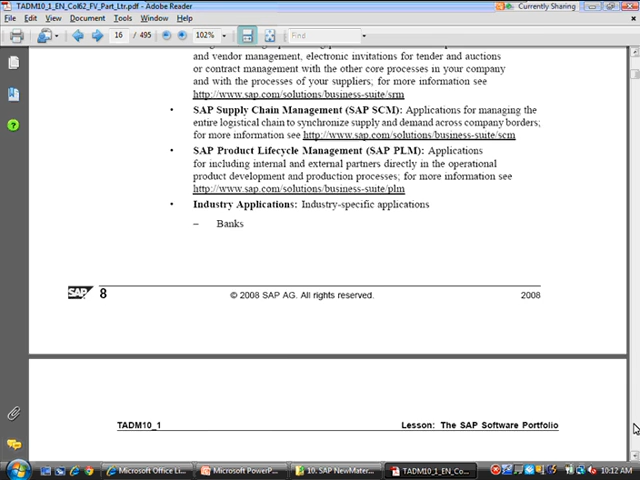 TADM10_1_EN_Col62_FV_Part_Ltr.pdf - Adobe Reader
Currently Sharing
File Edit View Document Tools Window Help
16 / 495 102% Find
and vendor management, electronic invitations for tender and auctions
or contract management with the other core processes in your company
and with the processes of your suppliers; for more information see
http://www.sap.com/solutions/business-suite/srm
• SAP Supply Chain Management (SAP SCM): Applications for managing the
entire logistical chain to synchronize supply and demand across company borders;
for more information see http://www.sap.com/solutions/business-suite/scm
• SAP Product Lifecycle Management (SAP PLM): Applications
for including internal and external partners directly in the operational
product development and production processes; for more information see
http://www.sap.com/solutions/business-suite/plm
• Industry Applications: Industry-specific applications
– Banks
SAP 8 © 2008 SAP AG. All rights reserved. 2008
TADM10_1 Lesson: The SAP Software Portfolio
Start Microsoft Office Li... Microsoft PowerP... 10. SAP NewMater... TADM10_1_EN_Co... 10:12 AM